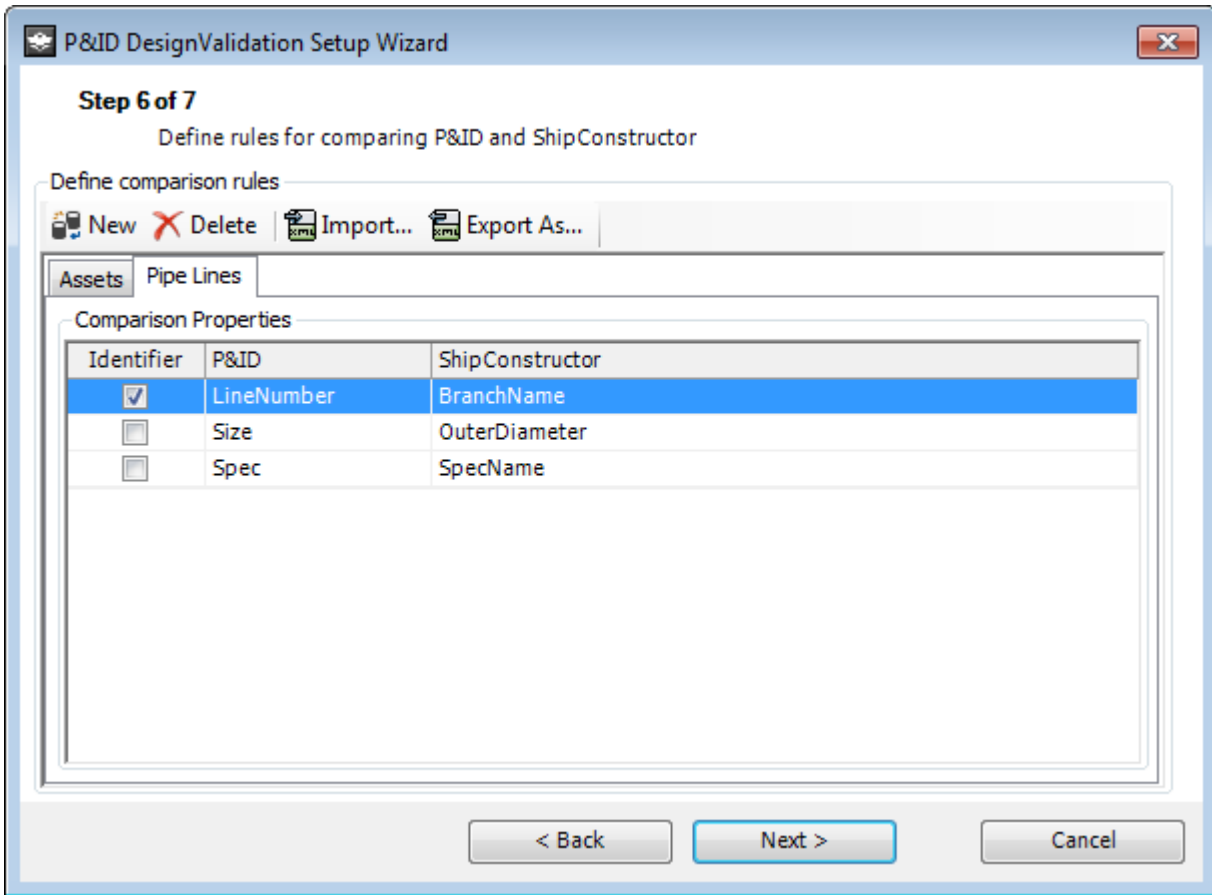 P&ID DesignValidation Setup Wizard
Step 6 of 7
Define rules for comparing P&ID and ShipConstructor
Define comparison rules
New Delete Import... Export As...
Assets Pipe Lines
Comparison Properties
Identifier P&ID ShipConstructor
LineNumber BranchName
Size OuterDiameter
Spec SpecName
< Back Next > Cancel